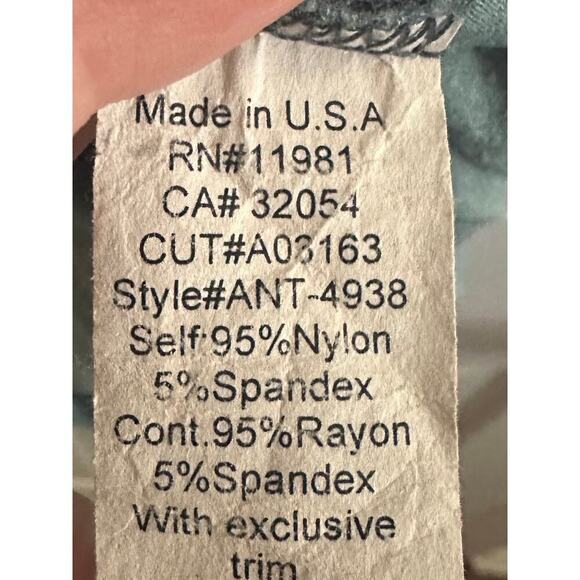 Made in U.S.A
RN#11981
CA# 32054
CUT#A03163
Style#ANT-4938
Self:95%Nylon
5%Spandex
Cont.95%Rayon
5%Spandex
With exclusive
trim